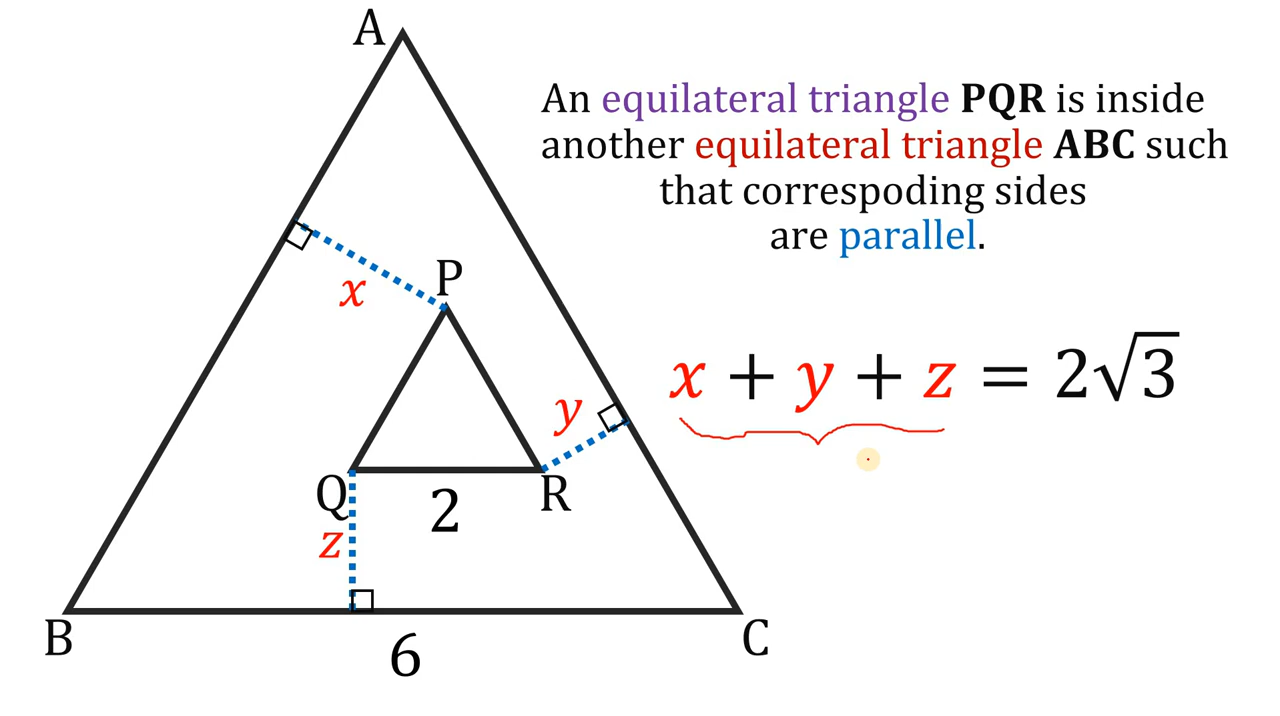 A
An equilateral triangle PQR is inside
another equilateral triangle ABC such
that correspoding sides
are parallel.
P
x
x + y + z = 2√3
y
Q
R
2
z
B
C
6